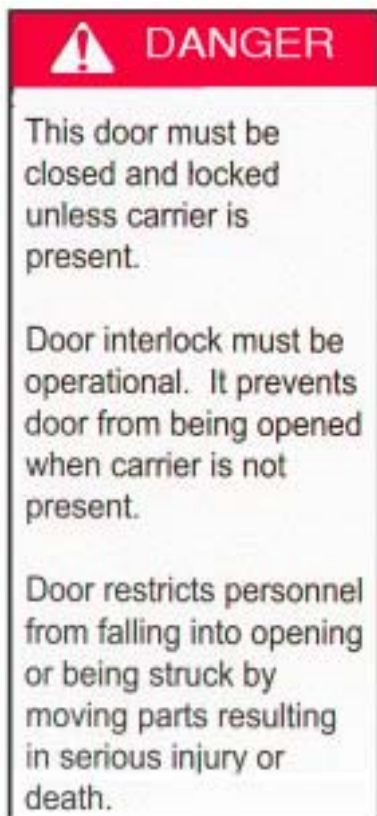 DANGER
This door must be
closed and locked
unless carrier is
present.
Door interlock must be
operational.  It prevents
door from being opened
when carrier is not
present.
Door restricts personnel
from falling into opening
or being struck by
moving parts resulting
in serious injury or
death.